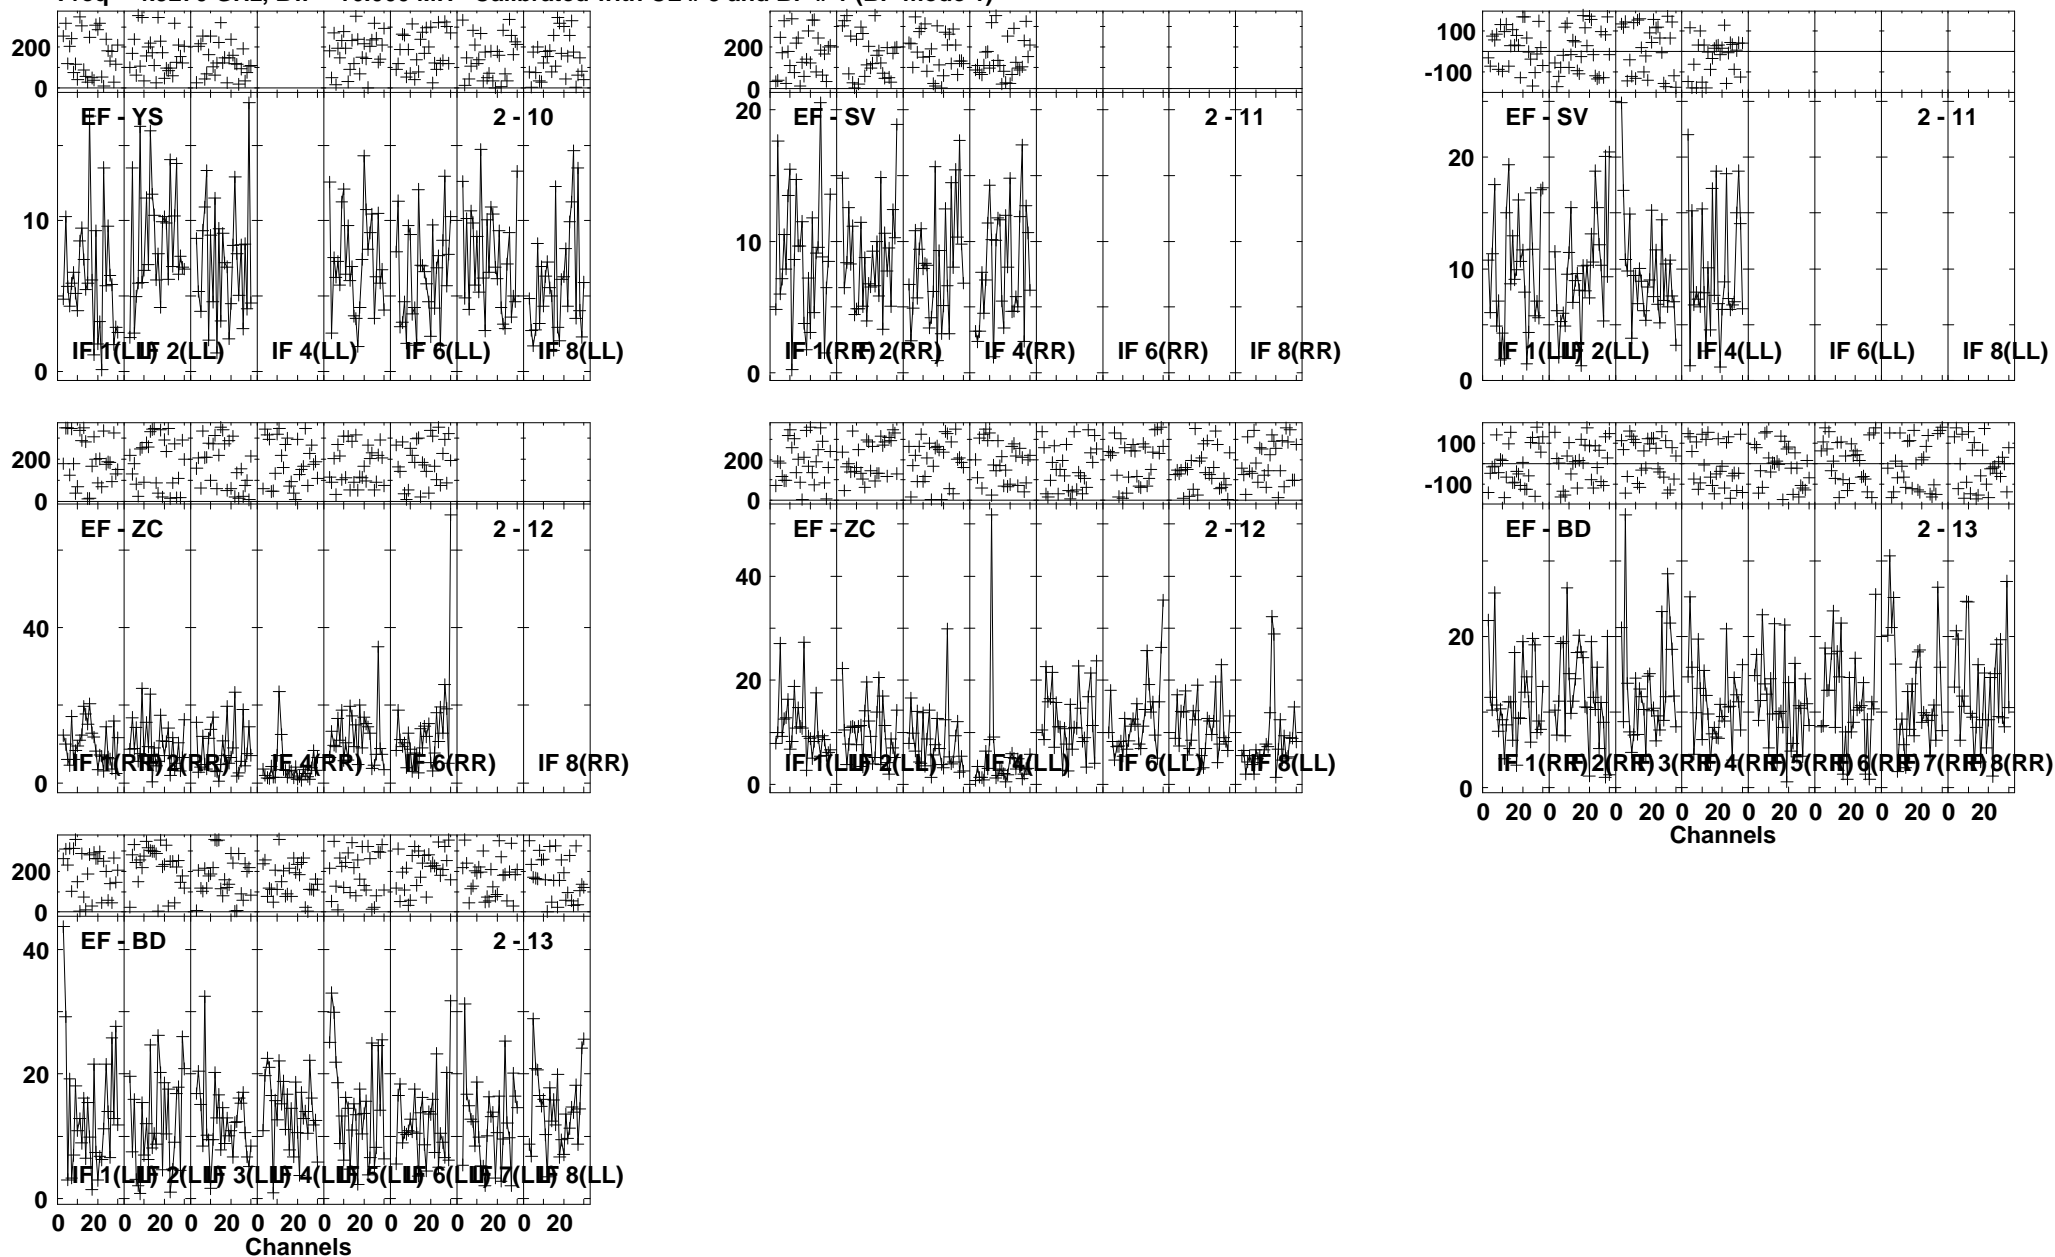 200
0
EF - YS 2 - 10
10
0
IF 1(LL) IF 2(LL) IF 4(LL) IF 6(LL) IF 8(LL)
200
0
EF - SV 2 - 11
20
10
0
IF 1(RR) IF 2(RR) IF 4(RR) IF 6(RR) IF 8(RR)
100
-100
EF - SV 2 - 11
20
10
0
IF 1(LL) IF 2(LL) IF 4(LL) IF 6(LL) IF 8(LL)
200
0
EF - ZC 2 - 12
40
0
IF 1(RR) IF 2(RR) IF 4(RR) IF 6(RR) IF 8(RR)
200
0
EF - ZC 2 - 12
40
20
0
IF 1(LL) IF 2(LL) IF 4(LL) IF 6(LL) IF 8(LL)
100
-100
EF - BD 2 - 13
20
0
IF 1(RR) IF 2(RR) IF 3(RR) IF 4(RR) IF 5(RR) IF 6(RR) IF 7(RR) IF 8(RR)
0 20 0 20 0 20 0 20 0 20 0 20 0 20 0 20
Channels
200
0
EF - BD 2 - 13
40
20
0
IF 1(LL) IF 2(LL) IF 3(LL) IF 4(LL) IF 5(LL) IF 6(LL) IF 7(LL) IF 8(LL)
0 20 0 20 0 20 0 20 0 20 0 20 0 20 0 20
Channels